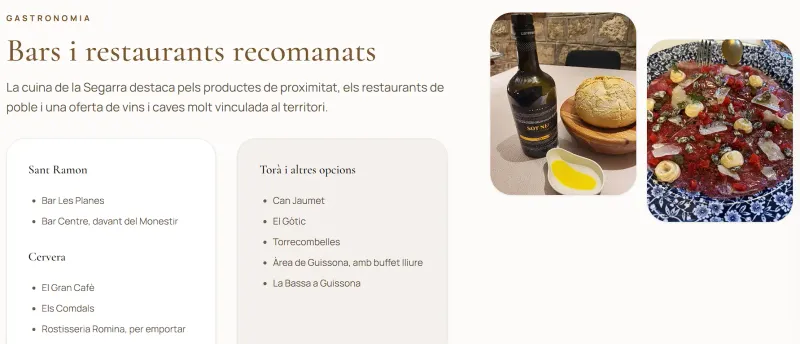 GASTRONOMIA
Bars i restaurants recomanats
La cuina de la Segarra destaca pels productes de proximitat, els restaurants de
poble i una oferta de vins i caves molt vinculada al territori.
Sant Ramon
Bar Les Planes
Bar Centre, davant del Monestir
Cervera
El Gran Cafè
Els Comdals
Rostisseria Romina, per emportar
Torà i altres opcions
Can Jaumet
El Gòtic
Torrecombelles
Àrea de Guissona, amb buffet lliure
La Bassa a Guissona